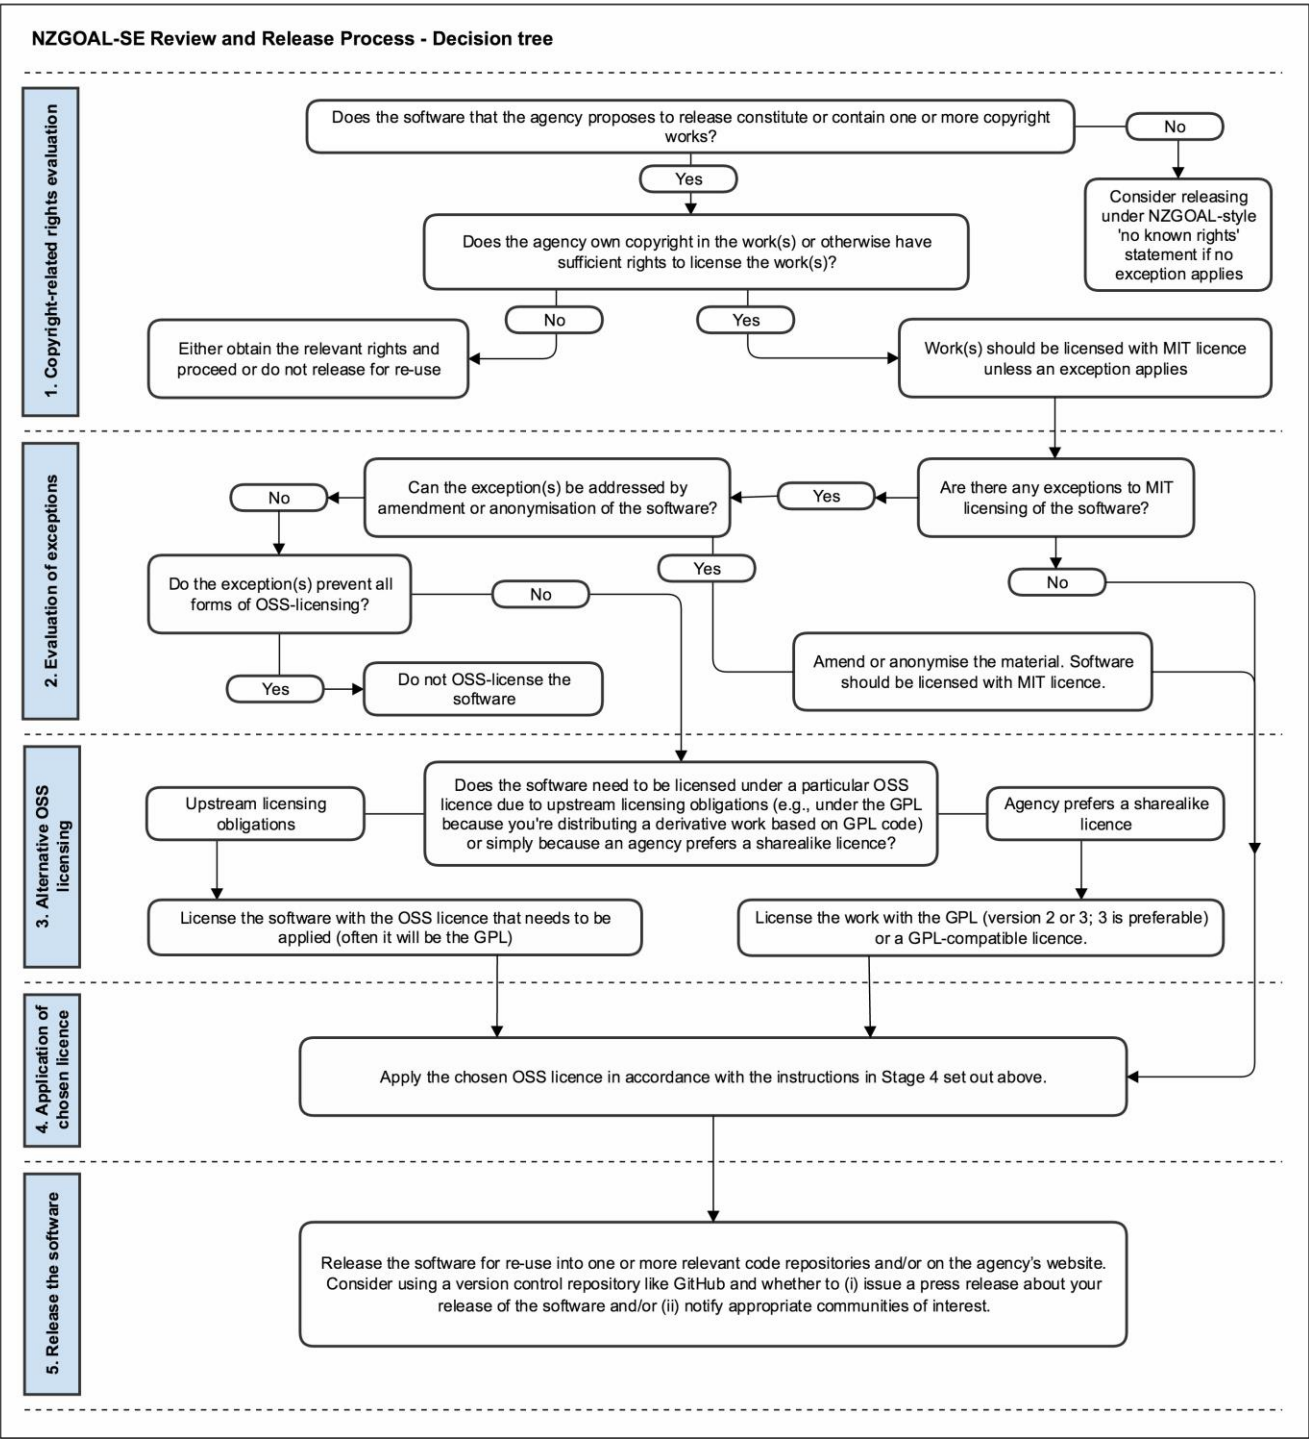 NZGOAL-SE Review and Release Process - Decision tree
1. Copyright-related rights evaluation
Does the software that the agency proposes to release constitute or contain one or more copyright
works?
No
Yes
Consider releasing
under NZGOAL-style
'no known rights'
statement if no
exception applies
Does the agency own copyright in the work(s) or otherwise have
sufficient rights to license the work(s)?
No
Yes
Either obtain the relevant rights and
proceed or do not release for re-use
Work(s) should be licensed with MIT licence
unless an exception applies
2. Evaluation of exceptions
Are there any exceptions to MIT
licensing of the software?
Yes
Can the exception(s) be addressed by
amendment or anonymisation of the software?
No
Yes
No
Do the exception(s) prevent all
forms of OSS-licensing?
No
Yes
Do not OSS-license the
software
Amend or anonymise the material. Software
should be licensed with MIT licence.
3. Alternative OSS
licensing
Upstream licensing
obligations
Does the software need to be licensed under a particular OSS
licence due to upstream licensing obligations (e.g., under the GPL
because you're distributing a derivative work based on GPL code)
or simply because an agency prefers a sharealike licence?
Agency prefers a sharealike
licence
License the software with the OSS licence that needs to be
applied (often it will be the GPL)
License the work with the GPL (version 2 or 3; 3 is preferable)
or a GPL-compatible licence.
4. Application of
chosen licence
Apply the chosen OSS licence in accordance with the instructions in Stage 4 set out above.
5. Release the software
Release the software for re-use into one or more relevant code repositories and/or on the agency's website.
Consider using a version control repository like GitHub and whether to (i) issue a press release about your
release of the software and/or (ii) notify appropriate communities of interest.